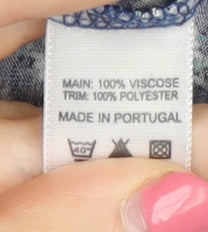 MAIN: 100% VISCOSE
TRIM: 100% POLYESTER
MADE IN PORTUGAL
40°